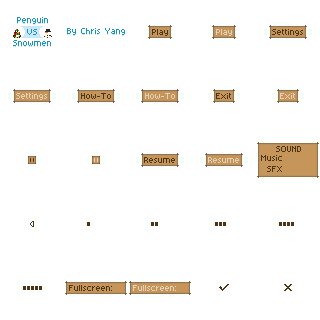 Penguin
US
Snowmen
By Chris Yang
Play
Play
Settings
Settings
How-To
How-To
Exit
Exit
Resume
Resume
SOUND
Music
SFX
Fullscreen:
Fullscreen: